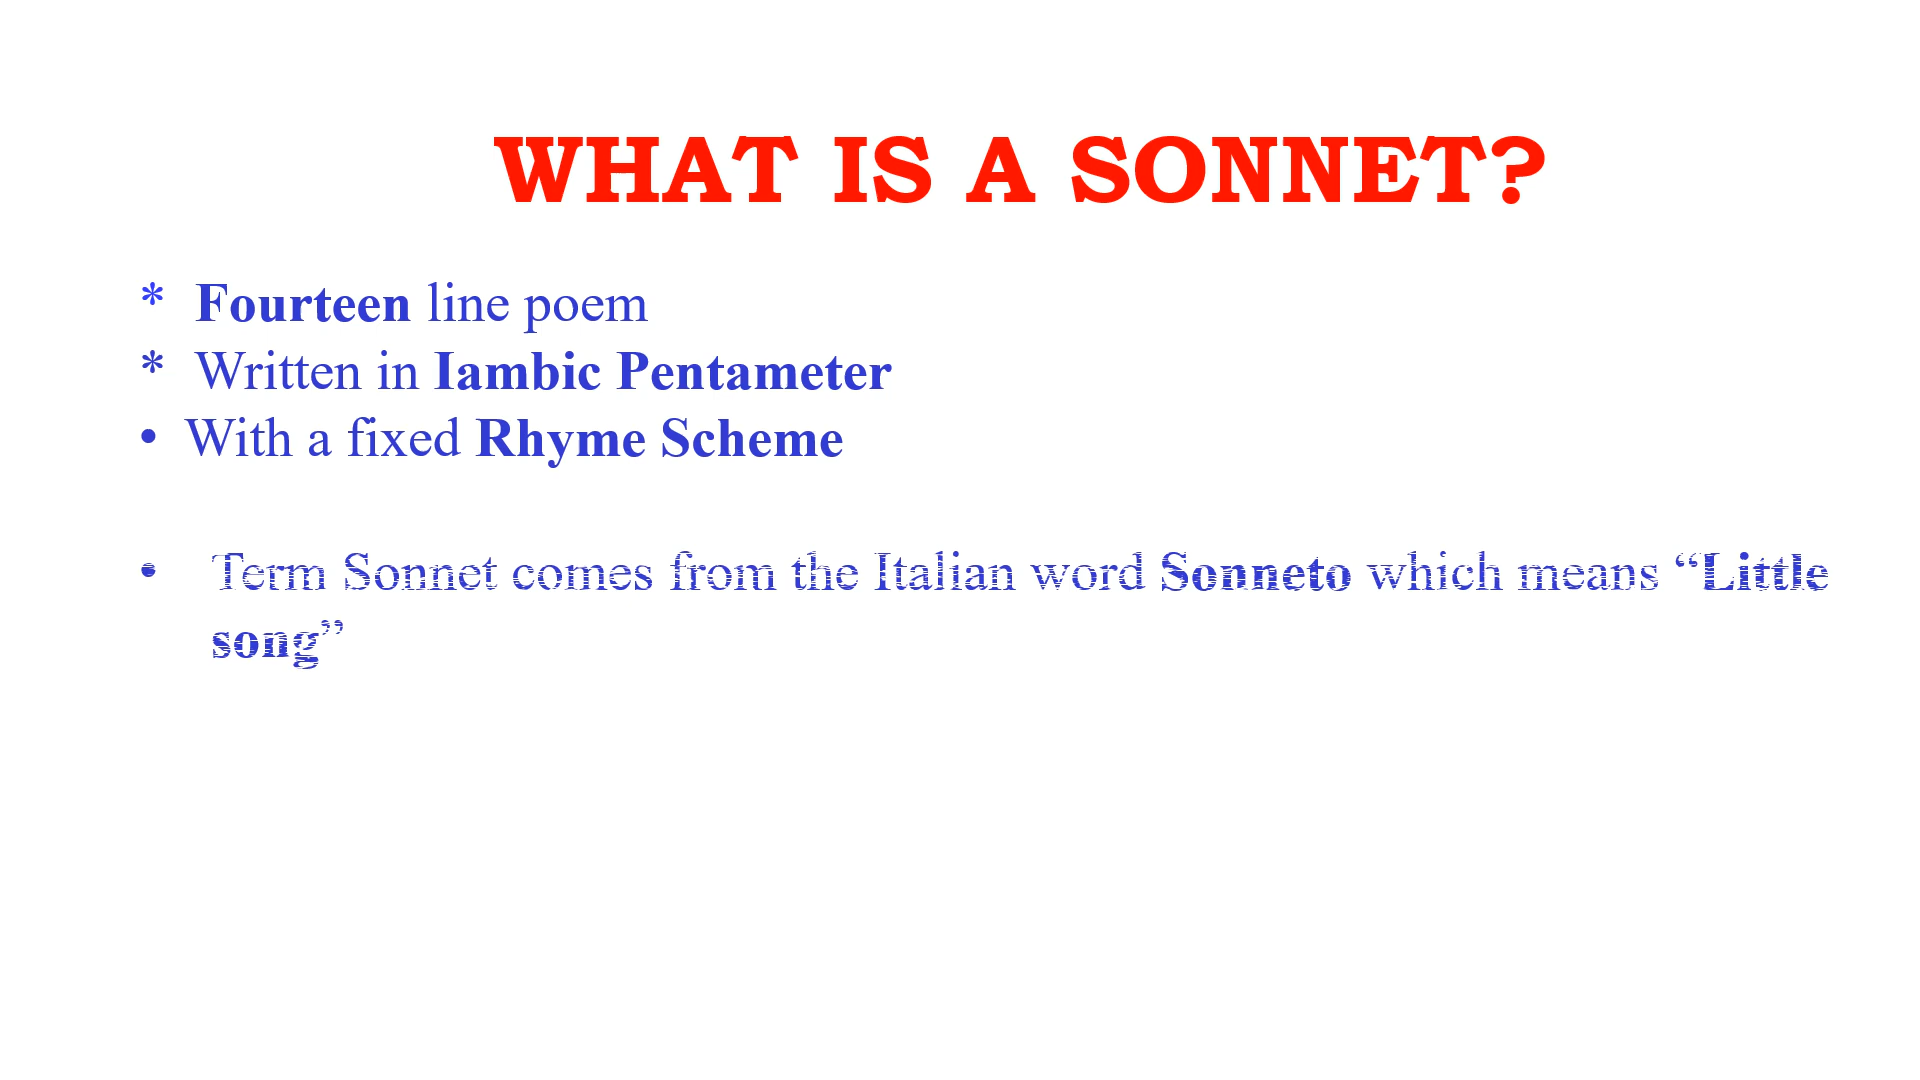 WHAT IS A SONNET?
* Fourteen line poem
* Written in Iambic Pentameter
• With a fixed Rhyme Scheme
• Term Sonnet comes from the Italian word Sonneto which means “Little
song”